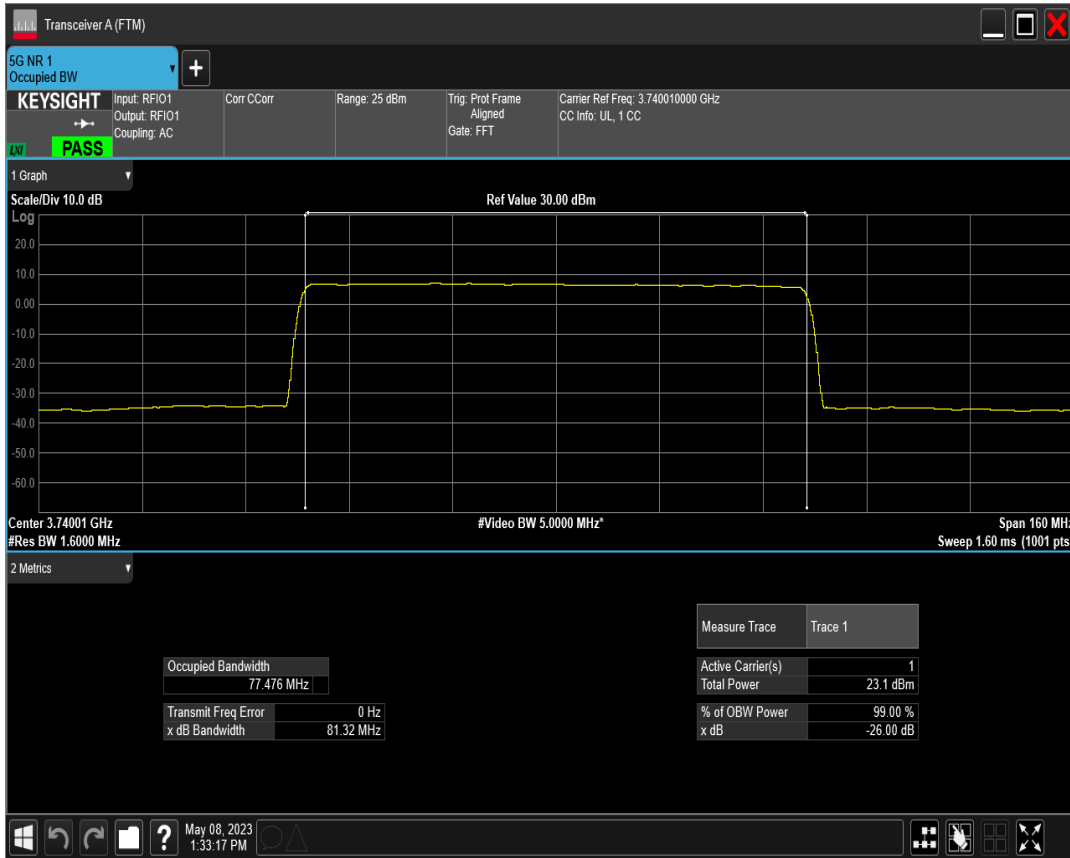 Transceiver A (FTM)
5G NR 1
Occupied BW
+
KEYSIGHT
Input: RFIO1
Output: RFIO1
Coupling: AC
LXI
PASS
Corr CCorr
Range: 25 dBm
Trig: Prot Frame
Aligned
Gate: FFT
Carrier Ref Freq: 3.740010000 GHz
CC Info: UL, 1 CC
1 Graph
Scale/Div 10.0 dB
Ref Value 30.00 dBm
Log
20.0
10.0
0.00
-10.0
-20.0
-30.0
-40.0
-50.0
-60.0
Center 3.74001 GHz
#Video BW 5.0000 MHz*
Span 160 MHz
#Res BW 1.6000 MHz
Sweep 1.60 ms (1001 pts
2 Metrics
Measure Trace Trace 1
Occupied Bandwidth
77.476 MHz
Active Carrier(s) 1
Total Power 23.1 dBm
Transmit Freq Error 0 Hz
x dB Bandwidth 81.32 MHz
% of OBW Power 99.00 %
x dB -26.00 dB
?
May 08, 2023
1:33:17 PM